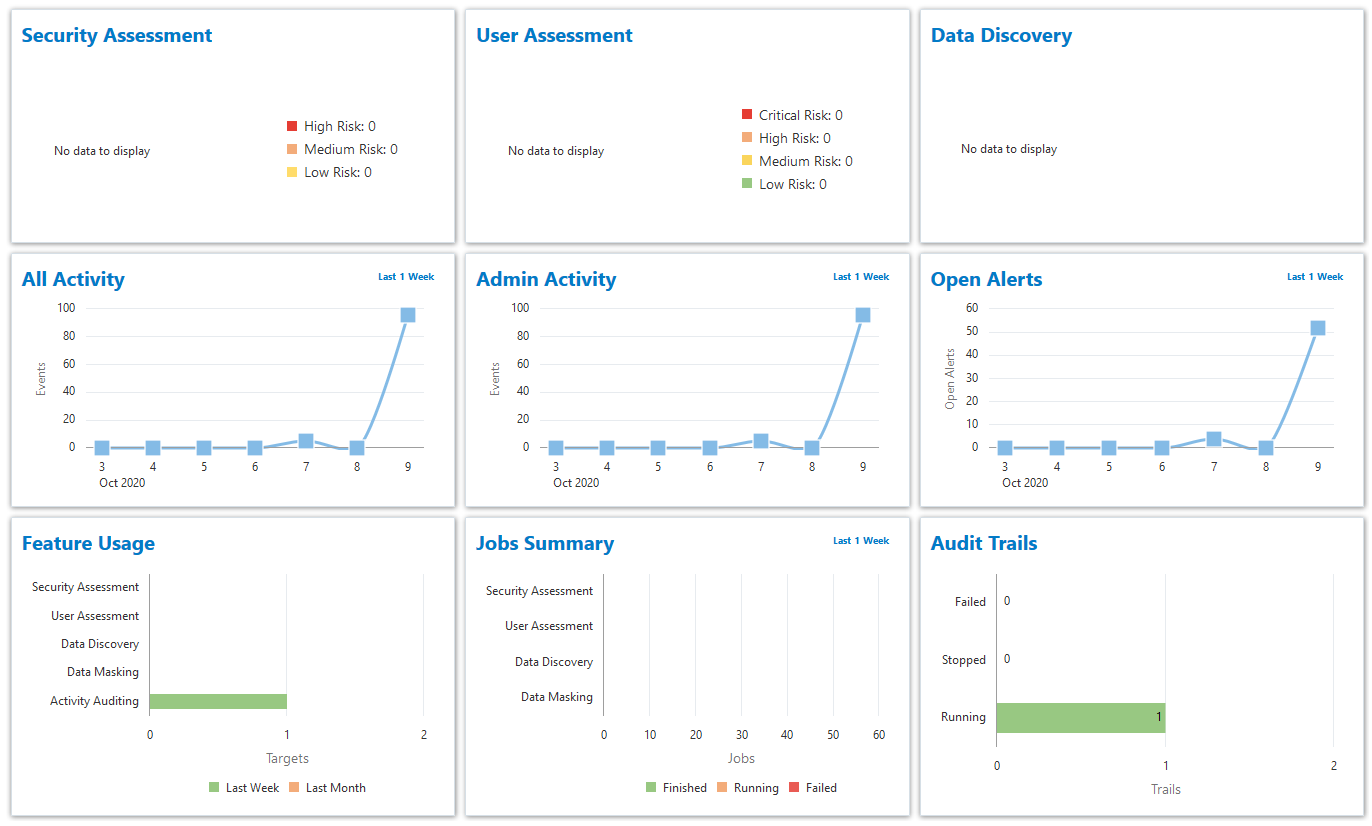 Security Assessment
No data to display
High Risk: 0
Medium Risk: 0
Low Risk: 0
User Assessment
No data to display
Critical Risk: 0
High Risk: 0
Medium Risk: 0
Low Risk: 0
Data Discovery
No data to display
All Activity
Last 1 Week
Events
100
80
60
40
20
0
3 4 5 6 7 8 9
Oct 2020
Admin Activity
Last 1 Week
Events
100
80
60
40
20
0
3 4 5 6 7 8 9
Oct 2020
Open Alerts
Last 1 Week
Open Alerts
60
50
40
30
20
10
0
3 4 5 6 7 8 9
Oct 2020
Feature Usage
Security Assessment
User Assessment
Data Discovery
Data Masking
Activity Auditing
0 1 2
Targets
Last Week Last Month
Jobs Summary
Last 1 Week
Security Assessment
User Assessment
Data Discovery
Data Masking
0 10 20 30 40 50 60
Jobs
Finished Running Failed
Audit Trails
Failed 0
Stopped 0
Running 1
0 1 2
Trails